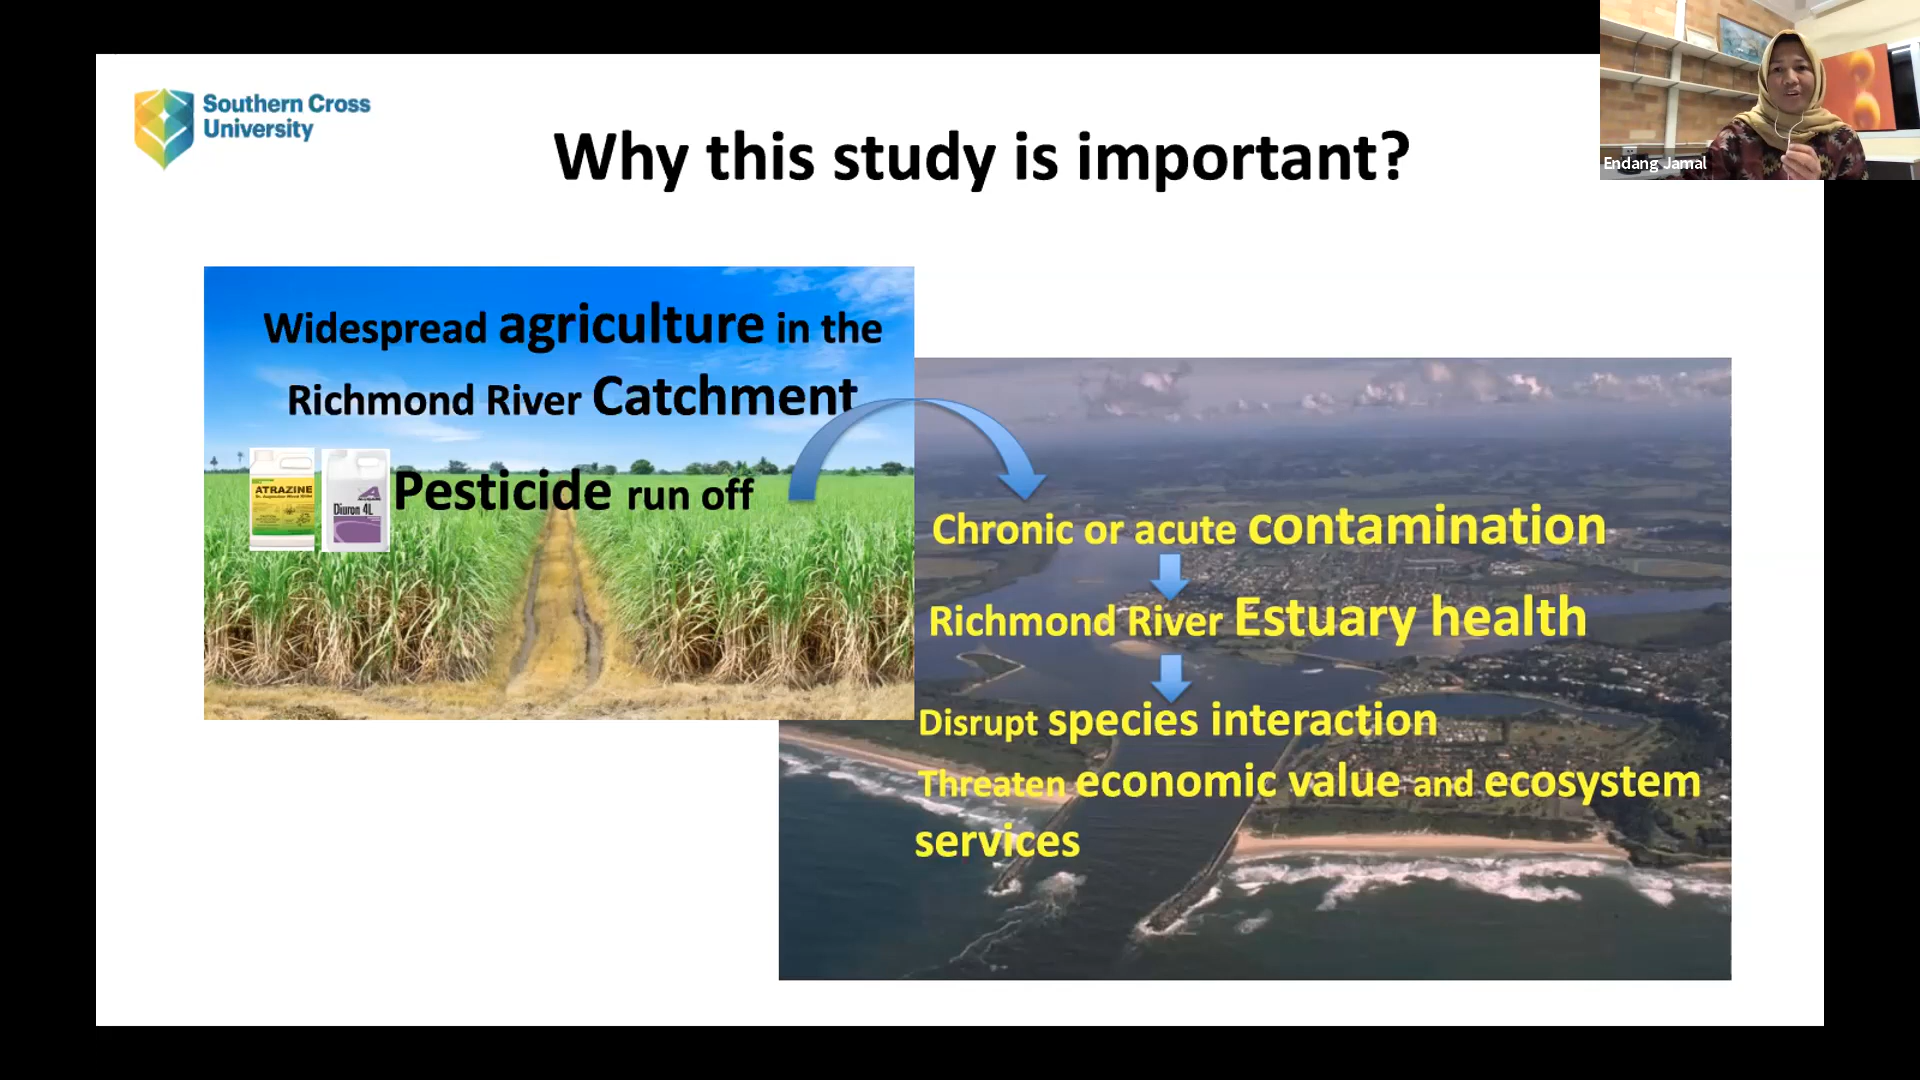 Southern Cross
University
Why this study is important?
Endang Jamal
Widespread agriculture in the
Richmond River Catchment
ATRAZINE
Diuron 4L
Pesticide run off
Chronic or acute contamination
Richmond River Estuary health
Disrupt species interaction
Threaten economic value and ecosystem
services